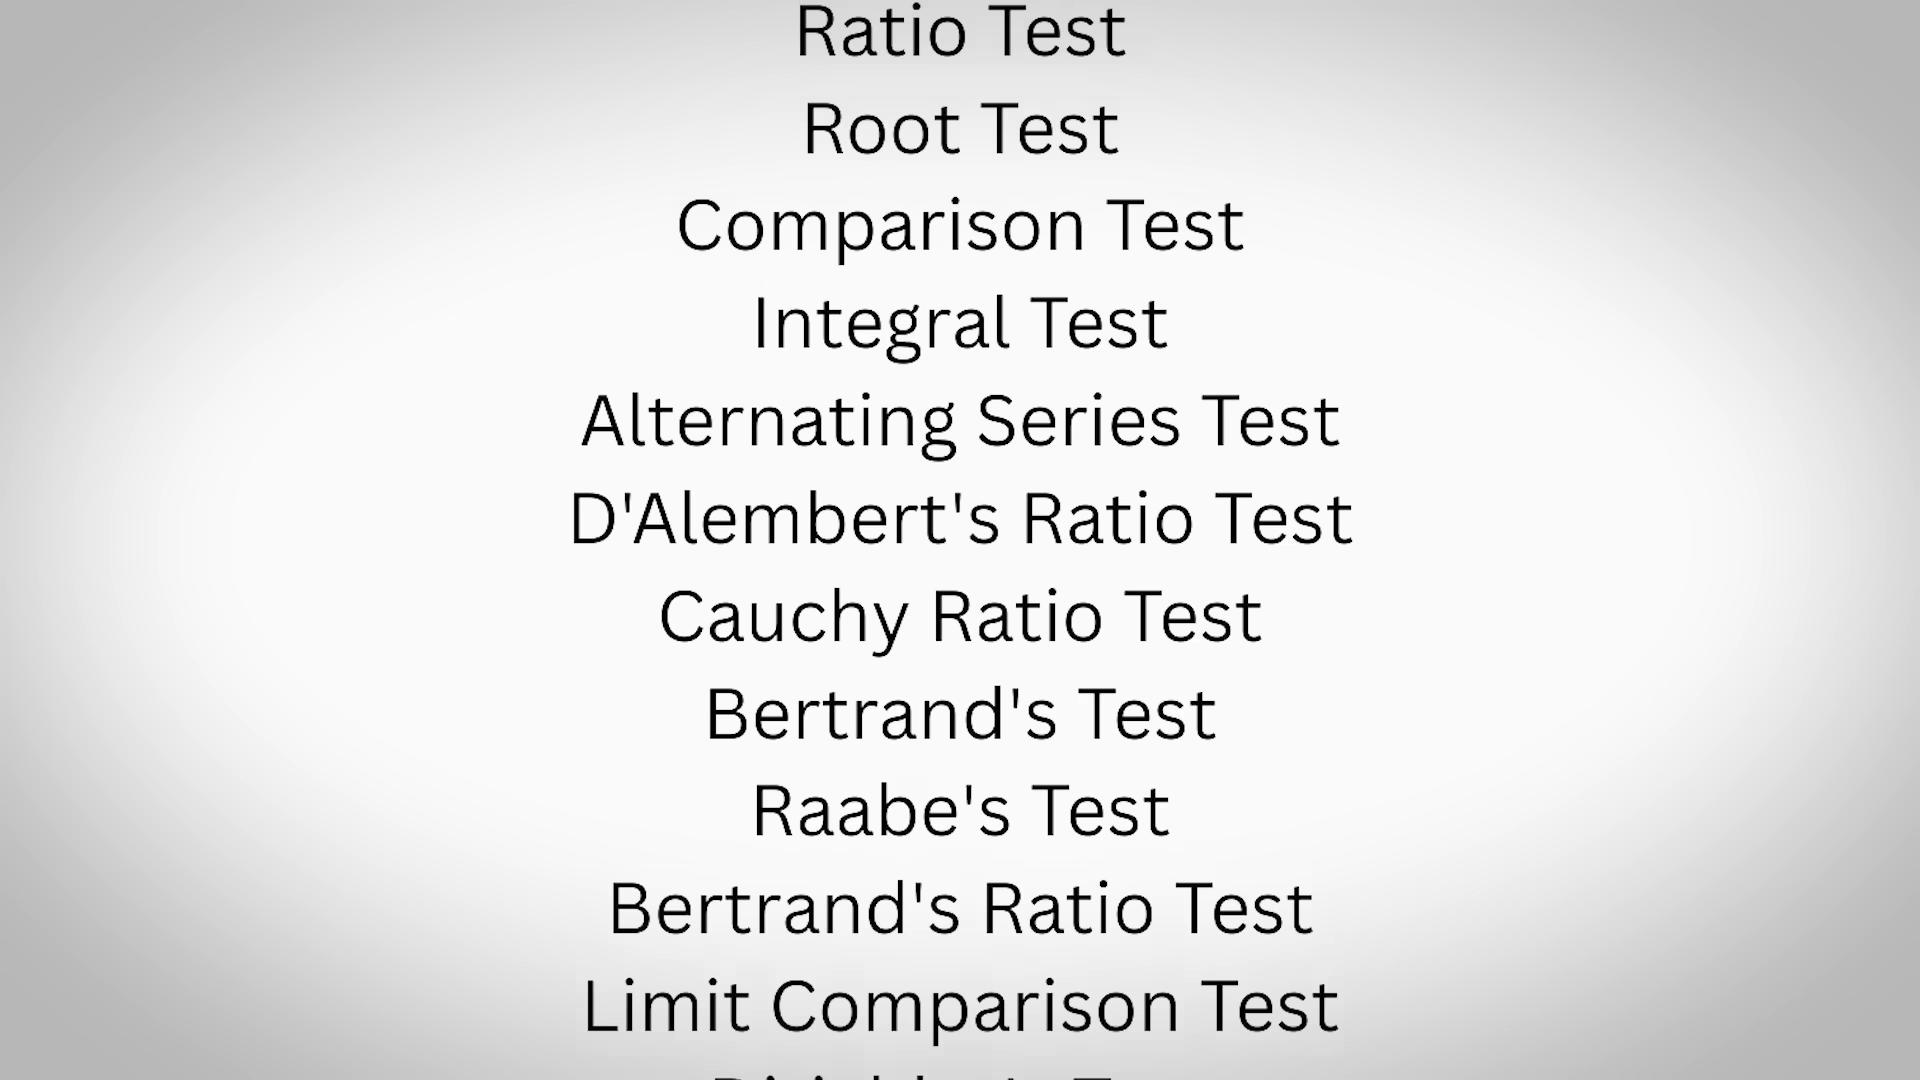 Ratio Test
Root Test
Comparison Test
Integral Test
Alternating Series Test
D'Alembert's Ratio Test
Cauchy Ratio Test
Bertrand's Test
Raabe's Test
Bertrand's Ratio Test
Limit Comparison Test